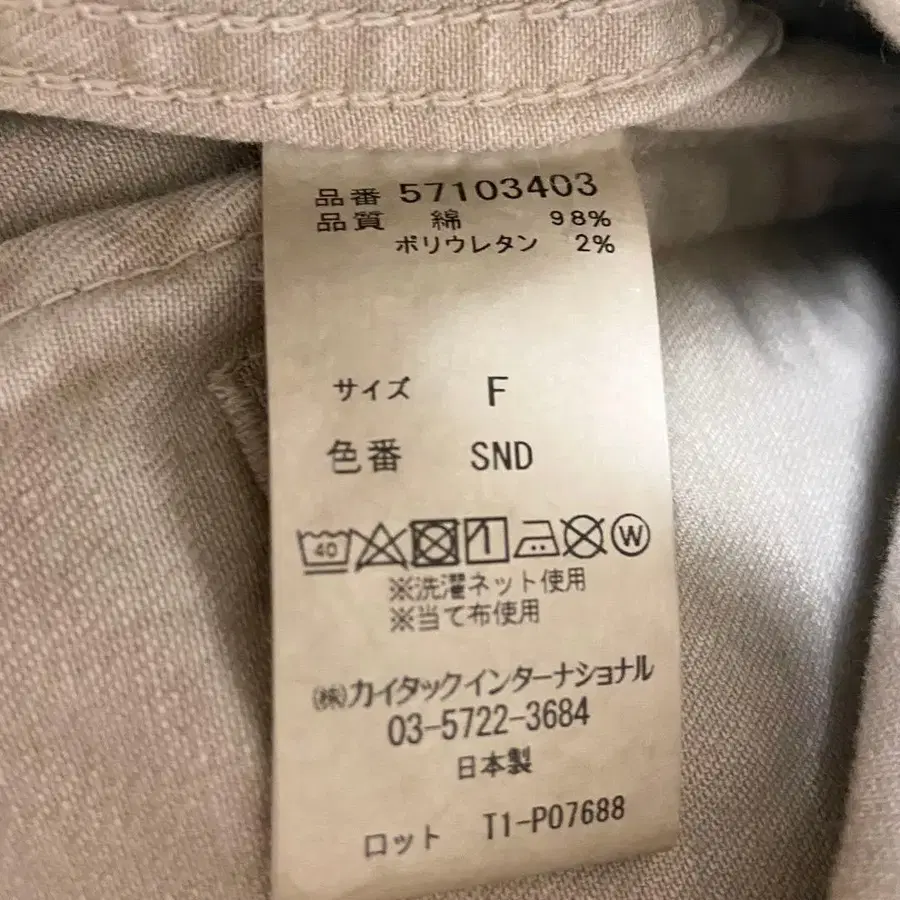 品番 57103403
品質 綿 98%
ポリウレタン 2%
サイズ F
色番 SND
40 W
※洗濯ネット使用
※当て布使用
㈱カイタックインターナショナル
03-5722-3684
日本製
ロット T1-P07688